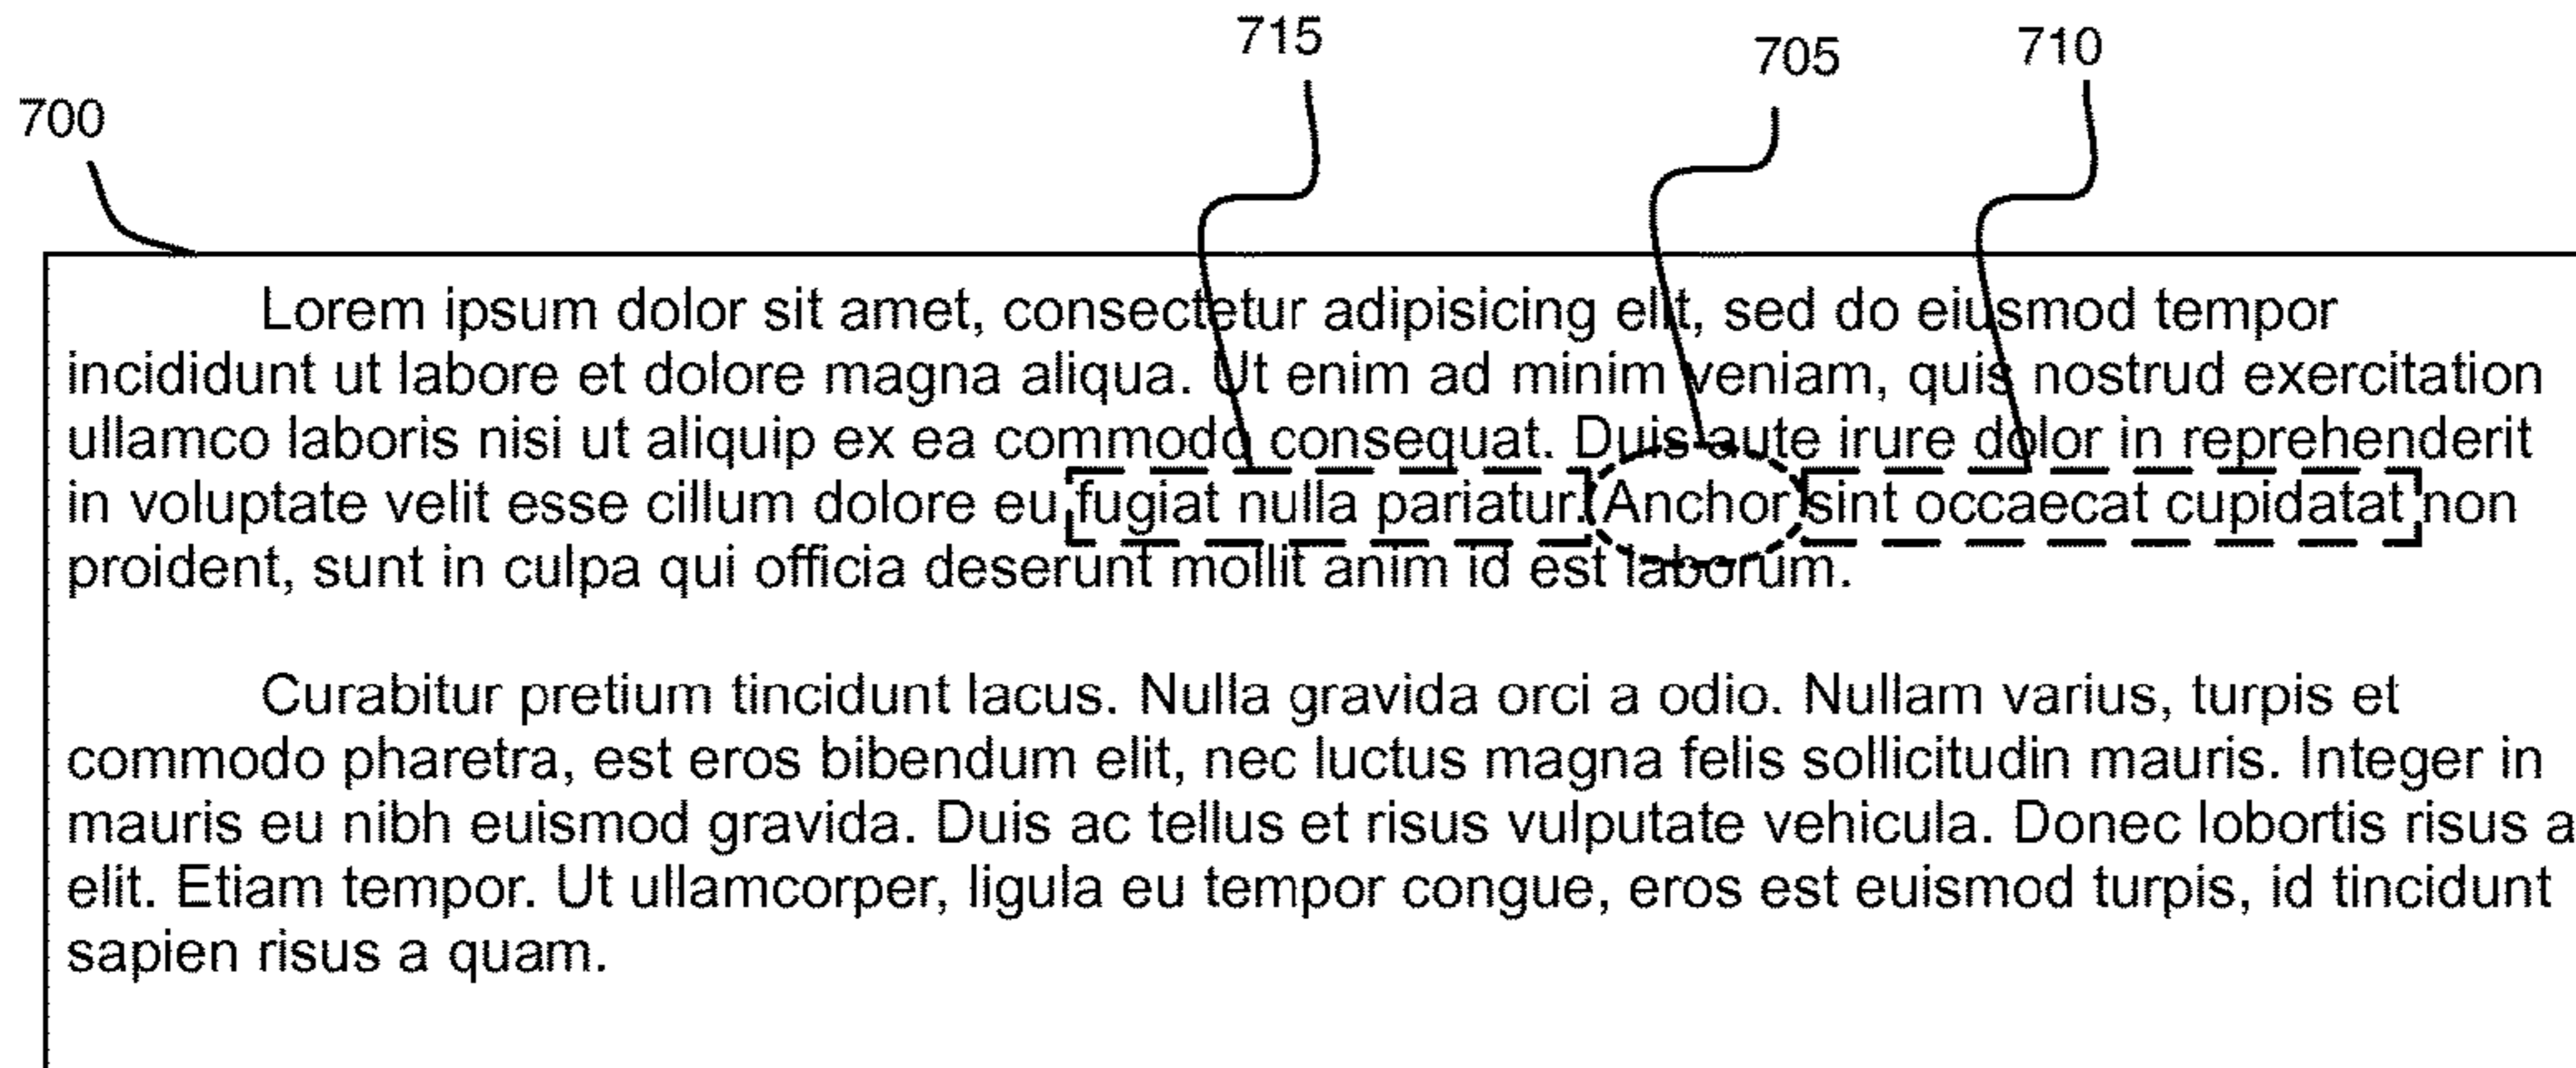 715
705
710
700
Lorem ipsum dolor sit amet, consectetur adipisicing elit, sed do eiusmod tempor
incididunt ut labore et dolore magna aliqua. Ut enim ad minim veniam, quis nostrud exercitation
ullamco laboris nisi ut aliquip ex ea commodo consequat. Duis aute irure dolor in reprehenderit
in voluptate velit esse cillum dolore eu fugiat nulla pariatur. Anchor sint occaecat cupidatat non
proident, sunt in culpa qui officia deserunt mollit anim id est laborum.
Curabitur pretium tincidunt lacus. Nulla gravida orci a odio. Nullam varius, turpis et
commodo pharetra, est eros bibendum elit, nec luctus magna felis sollicitudin mauris. Integer in
mauris eu nibh euismod gravida. Duis ac tellus et risus vulputate vehicula. Donec lobortis risus a
elit. Etiam tempor. Ut ullamcorper, ligula eu tempor congue, eros est euismod turpis, id tincidunt
sapien risus a quam.